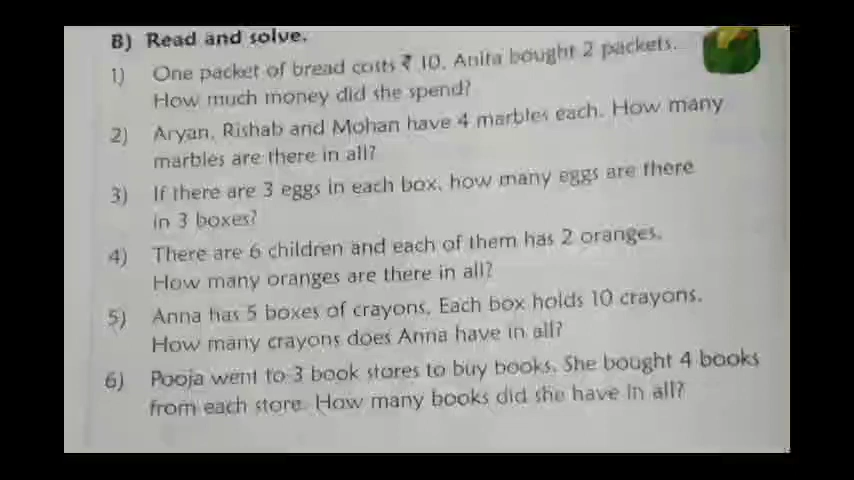 B) Read and solve.
1) One packet of bread costs ₹ 10. Anita bought 2 packets.
How much money did she spend?
2) Aryan, Rishab and Mohan have 4 marbles each. How many
marbles are there in all?
3) If there are 3 eggs in each box, how many eggs are there
in 3 boxes?
4) There are 6 children and each of them has 2 oranges.
How many oranges are there in all?
5) Anna has 5 boxes of crayons. Each box holds 10 crayons.
How many crayons does Anna have in all?
6) Pooja went to 3 book stores to buy books. She bought 4 books
from each store. How many books did she have in all?